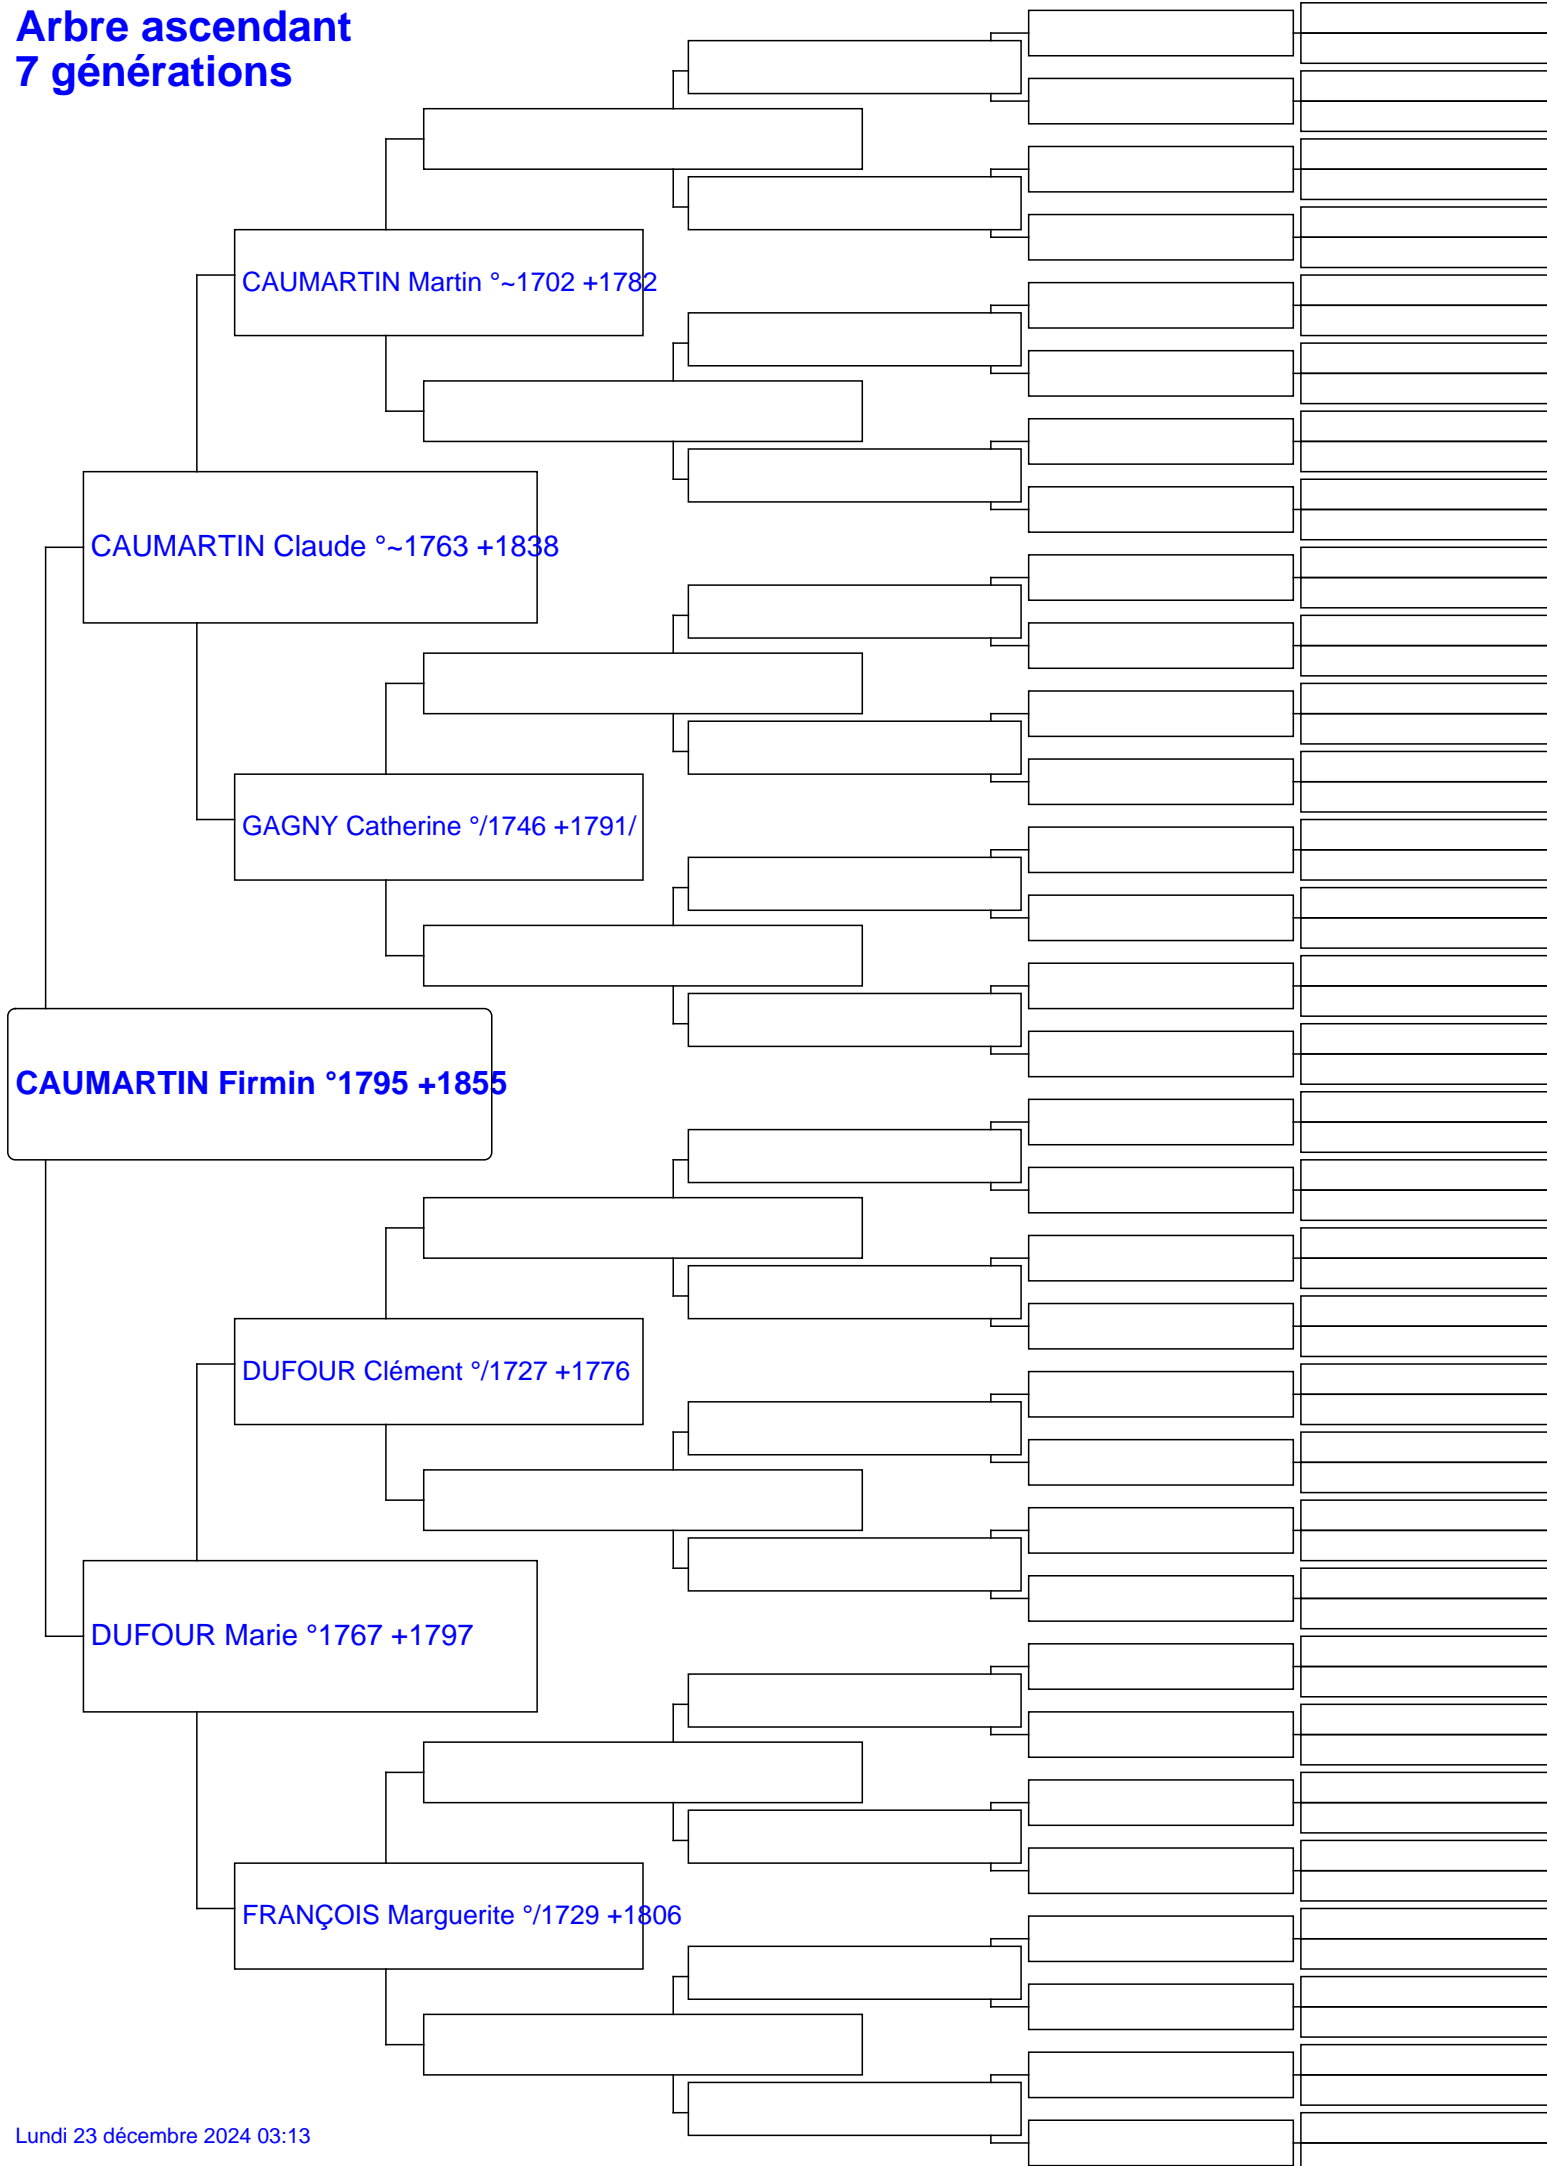 Arbre ascendant
7 générations
CAUMARTIN Martin °~1702 +1782
CAUMARTIN Claude °~1763 +1838
GAGNY Catherine °/1746 +1791/
CAUMARTIN Firmin °1795 +1855
DUFOUR Clément °/1727 +1776
DUFOUR Marie °1767 +1797
FRANÇOIS Marguerite °/1729 +1806
Lundi 23 décembre 2024 03:13